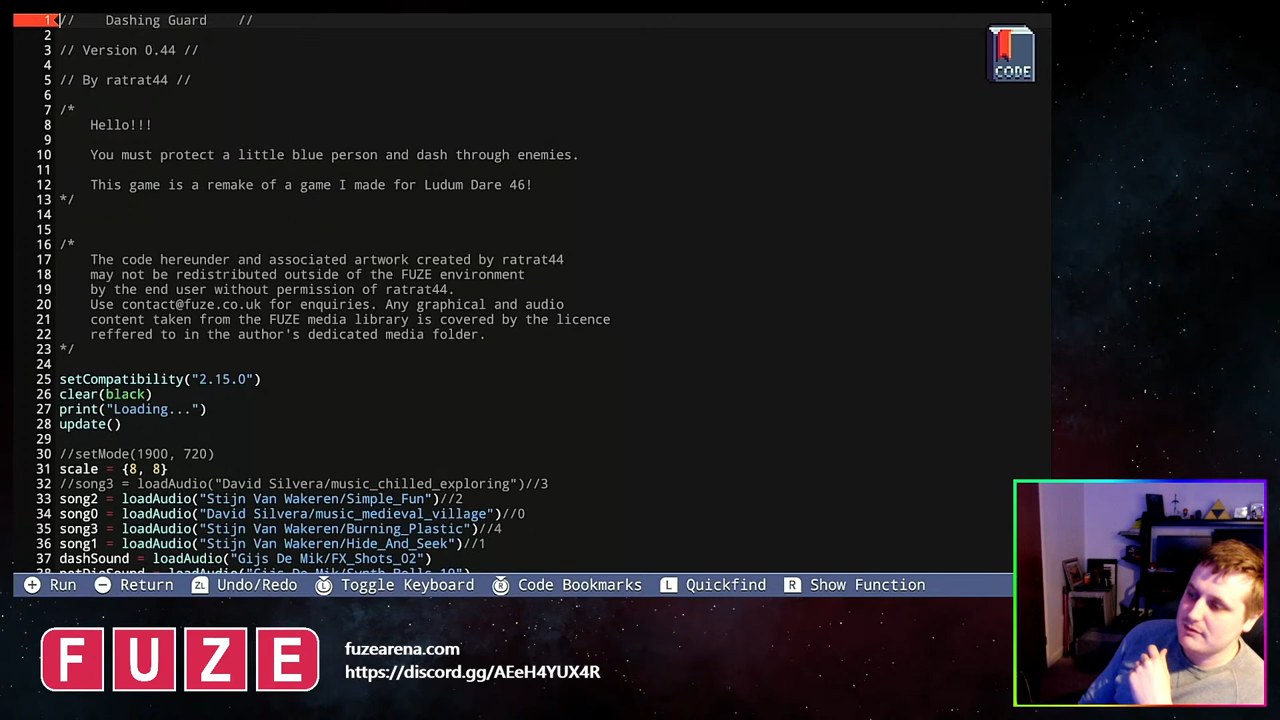 1 //    Dashing Guard    //
2
3 // Version 0.44 //
4
5 // By ratrat44 //
6
7 /*
8     Hello!!!
9
10     You must protect a little blue person and dash through enemies.
11
12     This game is a remake of a game I made for Ludum Dare 46!
13 */
14
15
16 /*
17     The code hereunder and associated artwork created by ratrat44
18     may not be redistributed outside of the FUZE environment
19     by the end user without permission of ratrat44.
20     Use contact@fuze.co.uk for enquiries. Any graphical and audio
21     content taken from the FUZE media library is covered by the licence
22     reffered to in the author's dedicated media folder.
23 */
24
25 setCompatibility("2.15.0")
26 clear(black)
27 print("Loading...")
28 update()
29
30 //setMode(1900, 720)
31 scale = {8, 8}
32 //song3 = loadAudio("David Silvera/music_chilled_exploring")//3
33 song2 = loadAudio("Stijn Van Wakeren/Simple_Fun")//2
34 song0 = loadAudio("David Silvera/music_medieval_village")//0
35 song3 = loadAudio("Stijn Van Wakeren/Burning_Plastic")//4
36 song1 = loadAudio("Stijn Van Wakeren/Hide_And_Seek")//1
37 dashSound = loadAudio("Gijs De Mik/FX_Shots_02")
CODE
+ Run − Return ZL Undo/Redo L Toggle Keyboard R Code Bookmarks L Quickfind R Show Function
FUZE
fuzearena.com
https://discord.gg/AEeH4YUX4R